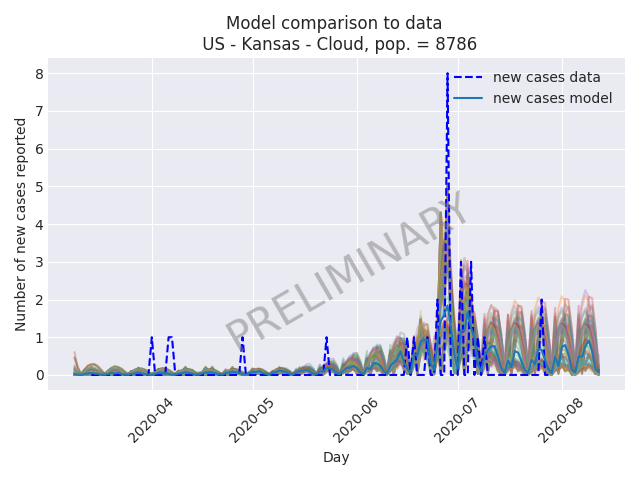 Model comparison to data
US - Kansas - Cloud, pop. = 8786
new cases data
new cases model
PRELIMINARY
Number of new cases reported
8
7
6
5
4
3
2
1
0
2020-04
2020-05
2020-06
2020-07
2020-08
Day